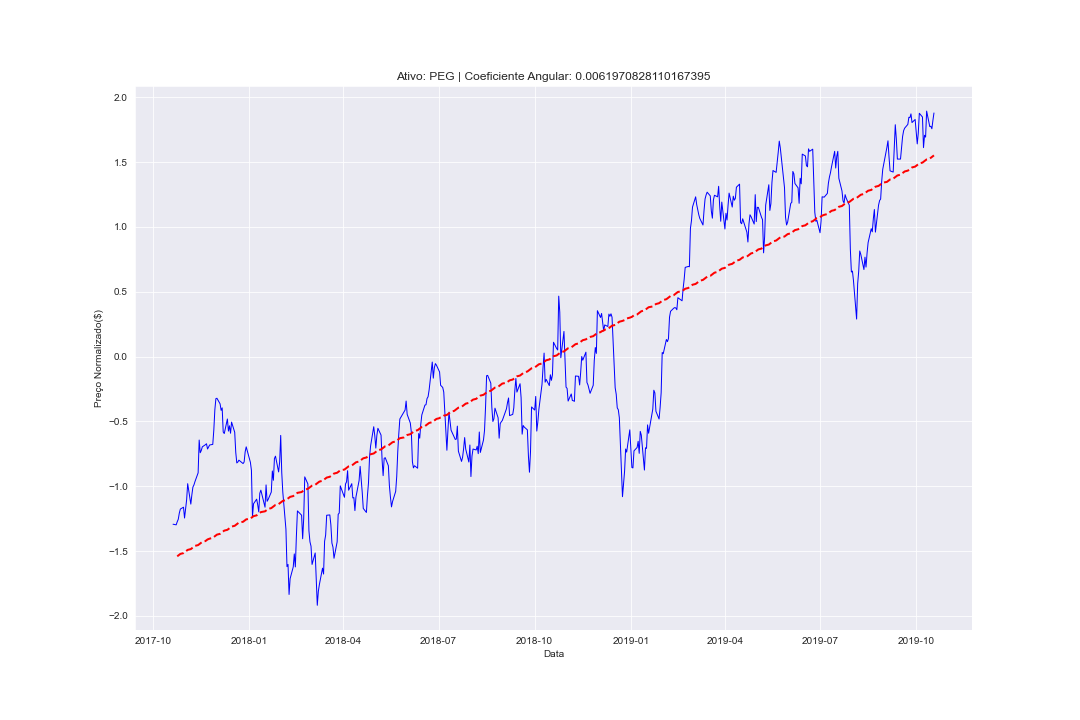 Ativo: PEG | Coeficiente Angular: 0.0061970828110167395
2.0
1.5
1.0
0.5
0.0
−0.5
−1.0
−1.5
−2.0
Preço Normalizado($)
2017-10 2018-01 2018-04 2018-07 2018-10 2019-01 2019-04 2019-07 2019-10
Data